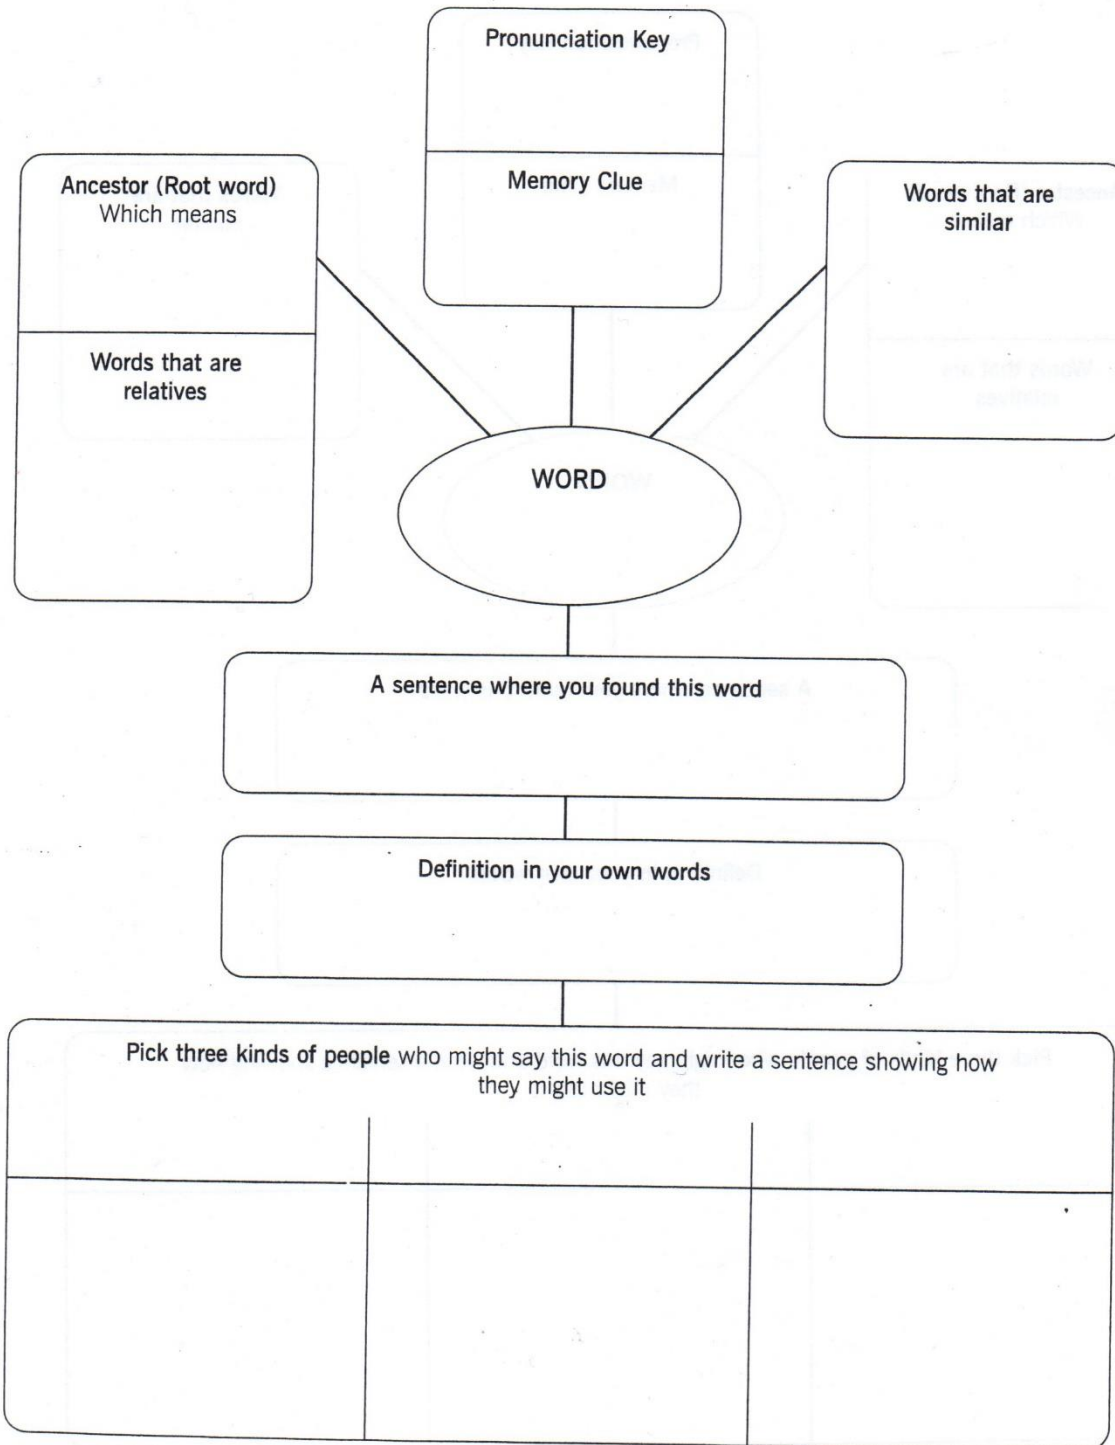 Pronunciation Key
Memory Clue
Ancestor (Root word)
Which means
Words that are
relatives
Words that are
similar
WORD
A sentence where you found this word
Definition in your own words
Pick three kinds of people who might say this word and write a sentence showing how
they might use it